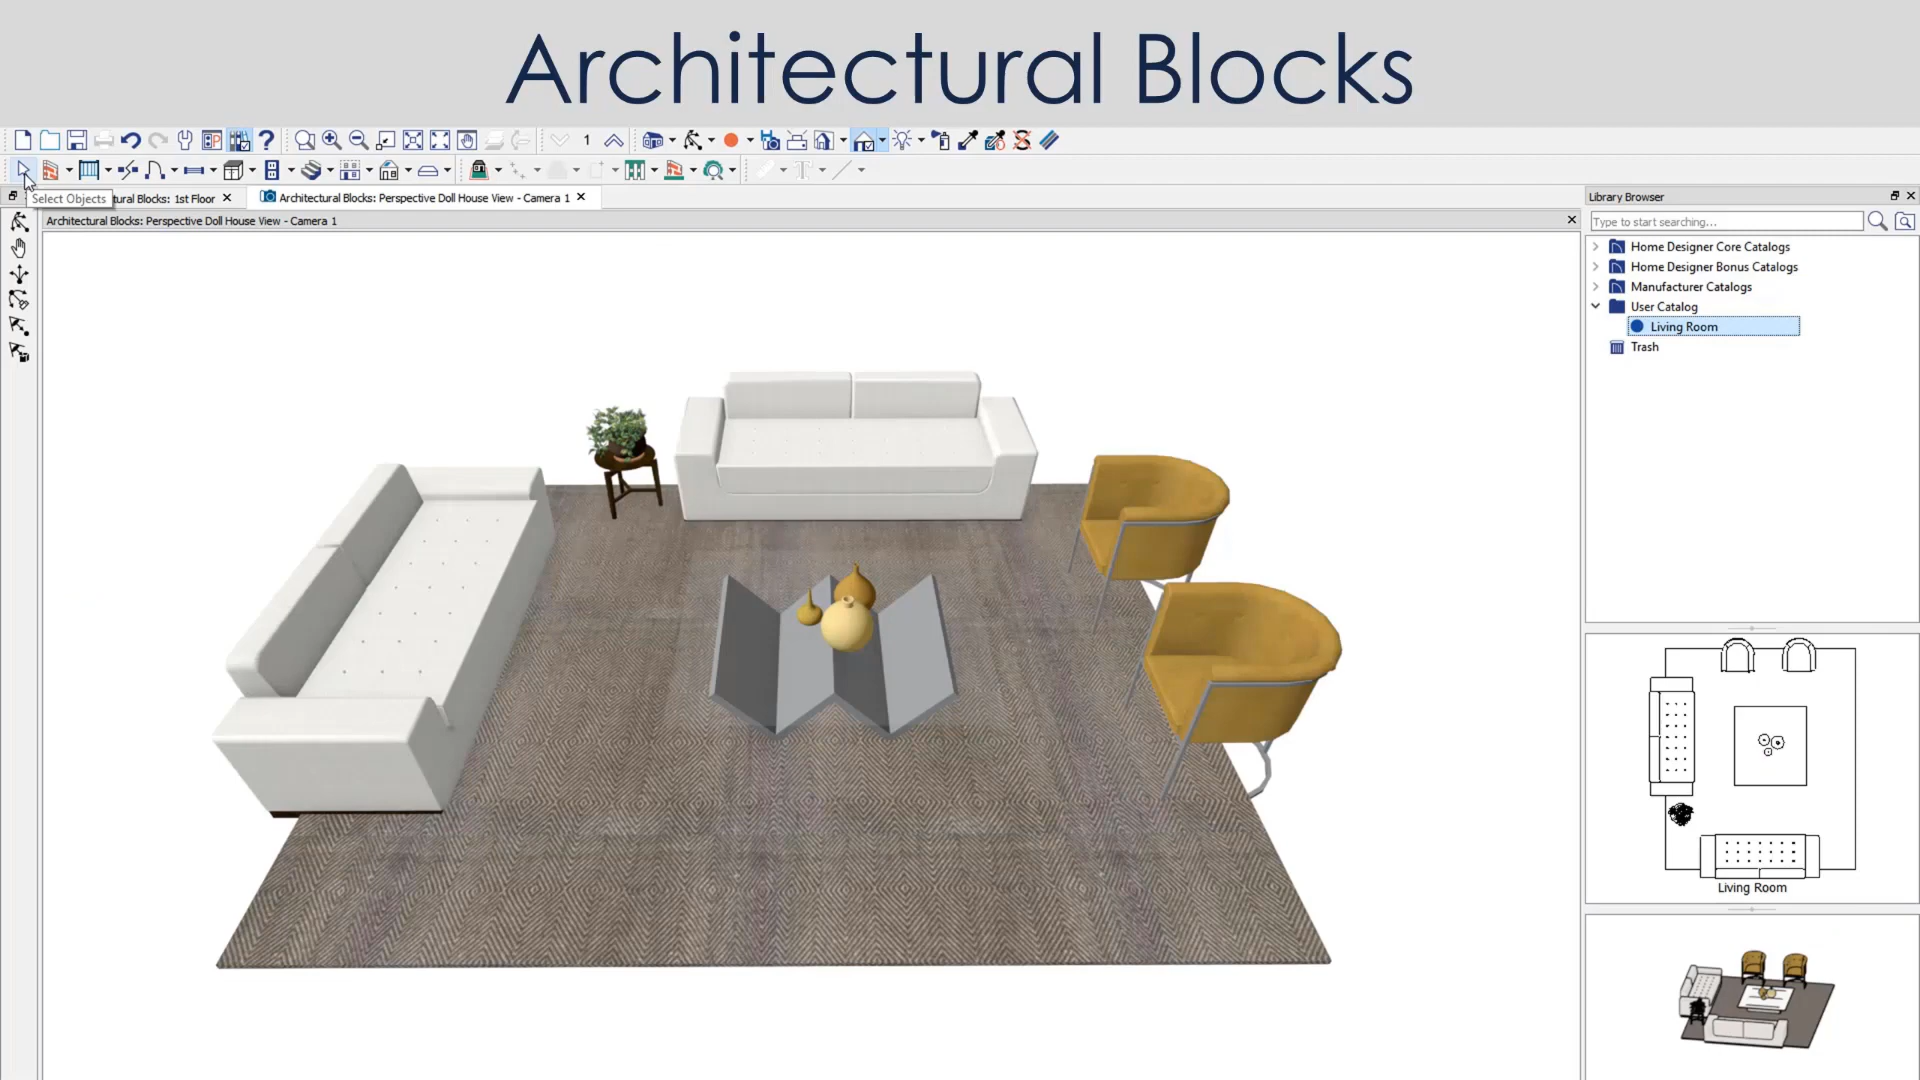 Architectural Blocks
1
Select Objects
tural Blocks: 1st Floor
Architectural Blocks: Perspective Doll House View - Camera 1
Architectural Blocks: Perspective Doll House View - Camera 1
Library Browser
Type to start searching...
Home Designer Core Catalogs
Home Designer Bonus Catalogs
Manufacturer Catalogs
User Catalog
Living Room
Trash
Living Room